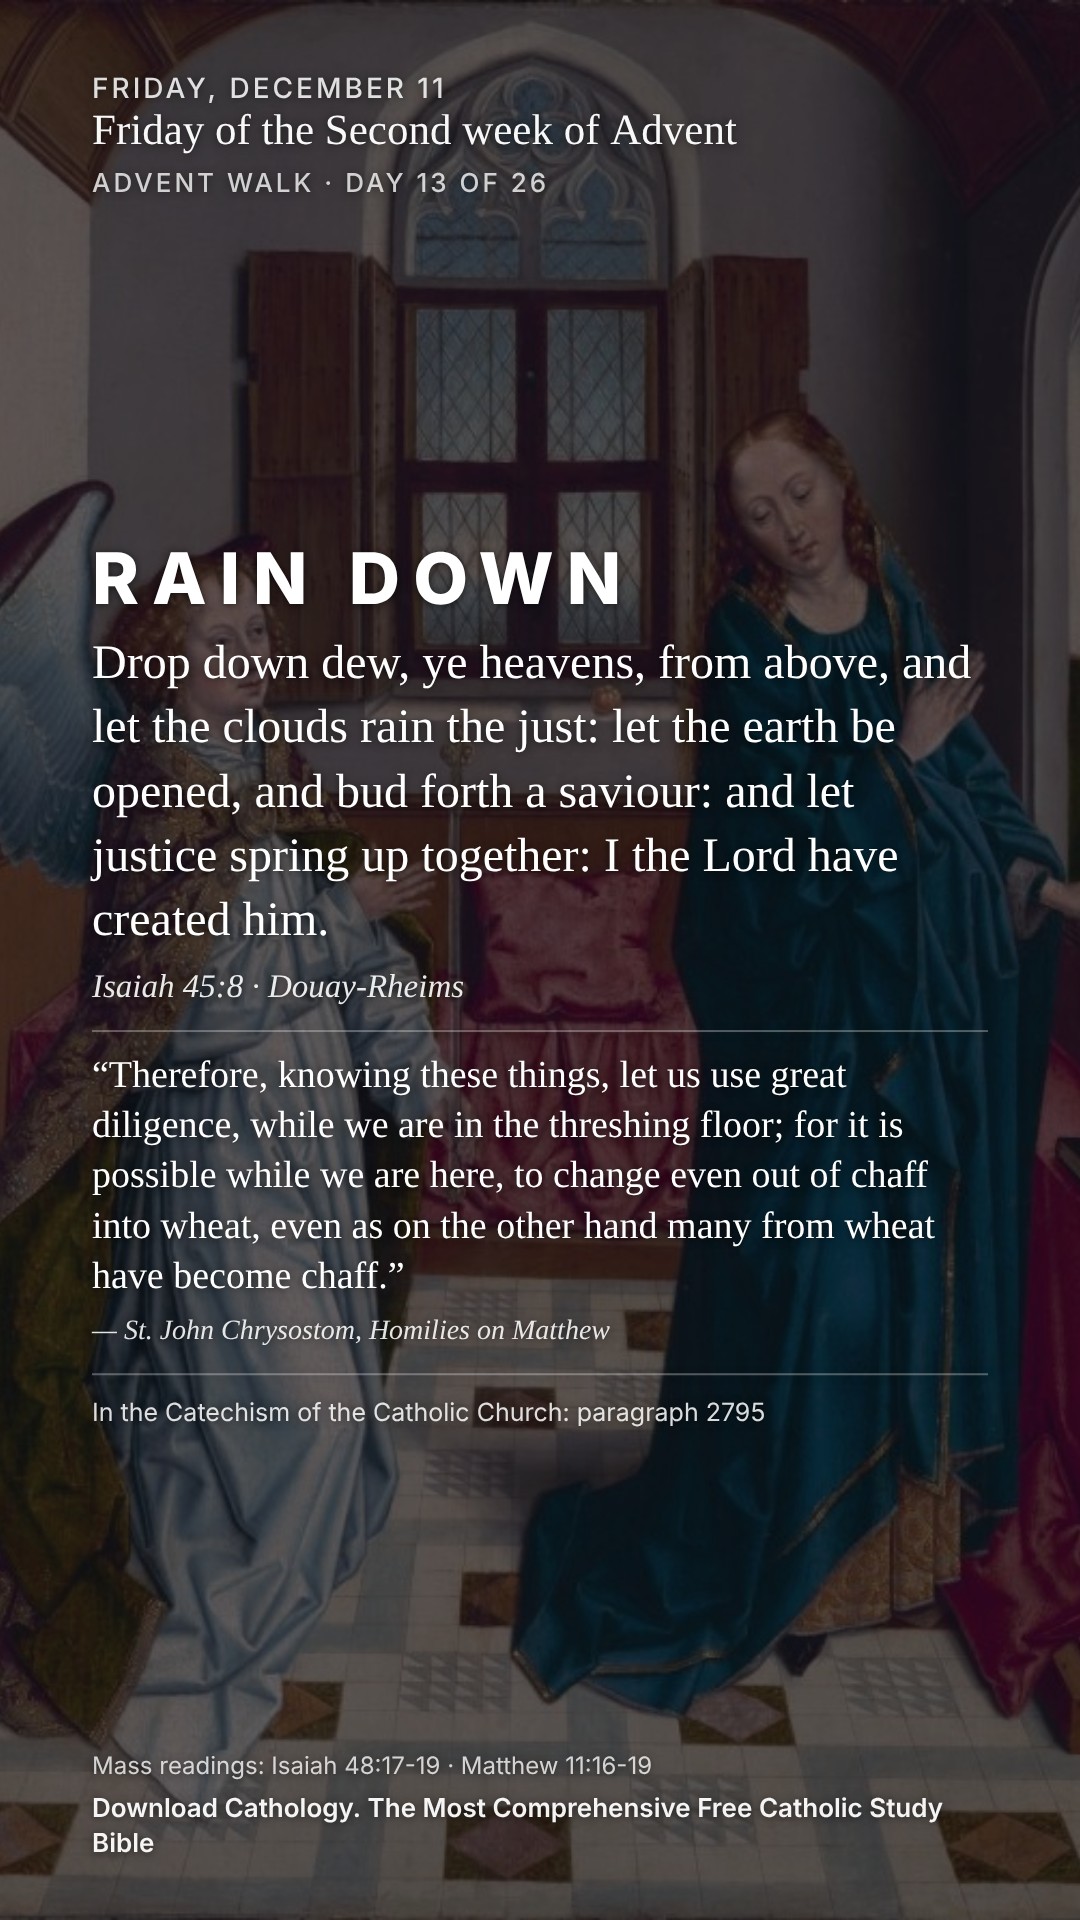 FRIDAY, DECEMBER 11
Friday of the Second week of Advent
ADVENT WALK · DAY 13 OF 26
RAIN DOWN
Drop down dew, ye heavens, from above, and
let the clouds rain the just: let the earth be
opened, and bud forth a saviour: and let
justice spring up together: I the Lord have
created him.
Isaiah 45:8 · Douay-Rheims
“Therefore, knowing these things, let us use great
diligence, while we are in the threshing floor; for it is
possible while we are here, to change even out of chaff
into wheat, even as on the other hand many from wheat
have become chaff.”
— St. John Chrysostom, Homilies on Matthew
In the Catechism of the Catholic Church: paragraph 2795
Mass readings: Isaiah 48:17-19 · Matthew 11:16-19
Download Cathology. The Most Comprehensive Free Catholic Study
Bible